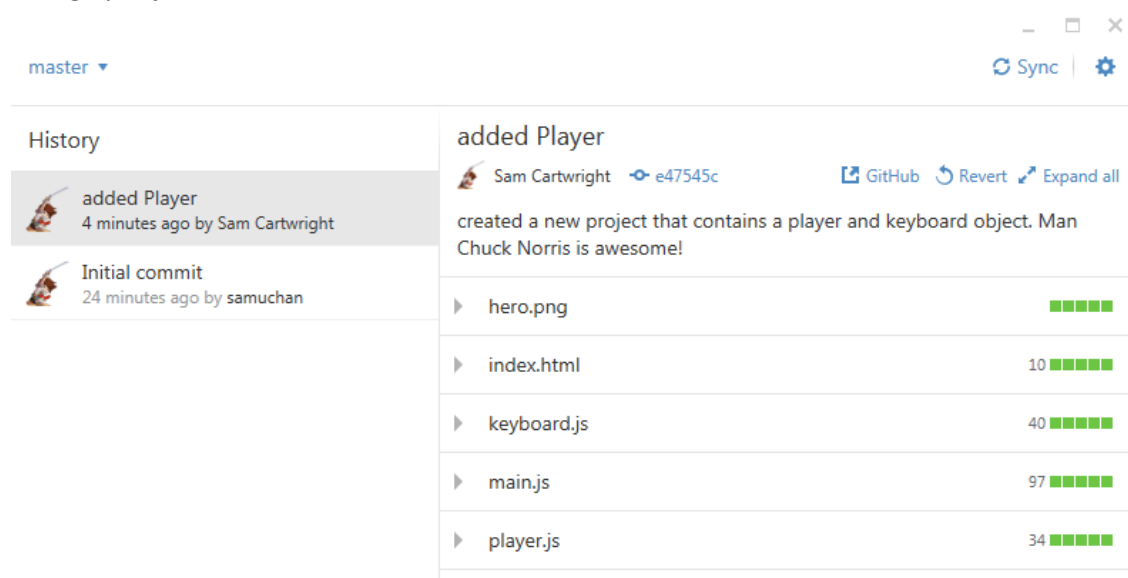 master
Sync
History
added Player
4 minutes ago by Sam Cartwright
Initial commit
24 minutes ago by samuchan
added Player
Sam Cartwright e47545c GitHub Revert Expand all
created a new project that contains a player and keyboard object. Man
Chuck Norris is awesome!
hero.png
index.html 10
keyboard.js 40
main.js 97
player.js 34